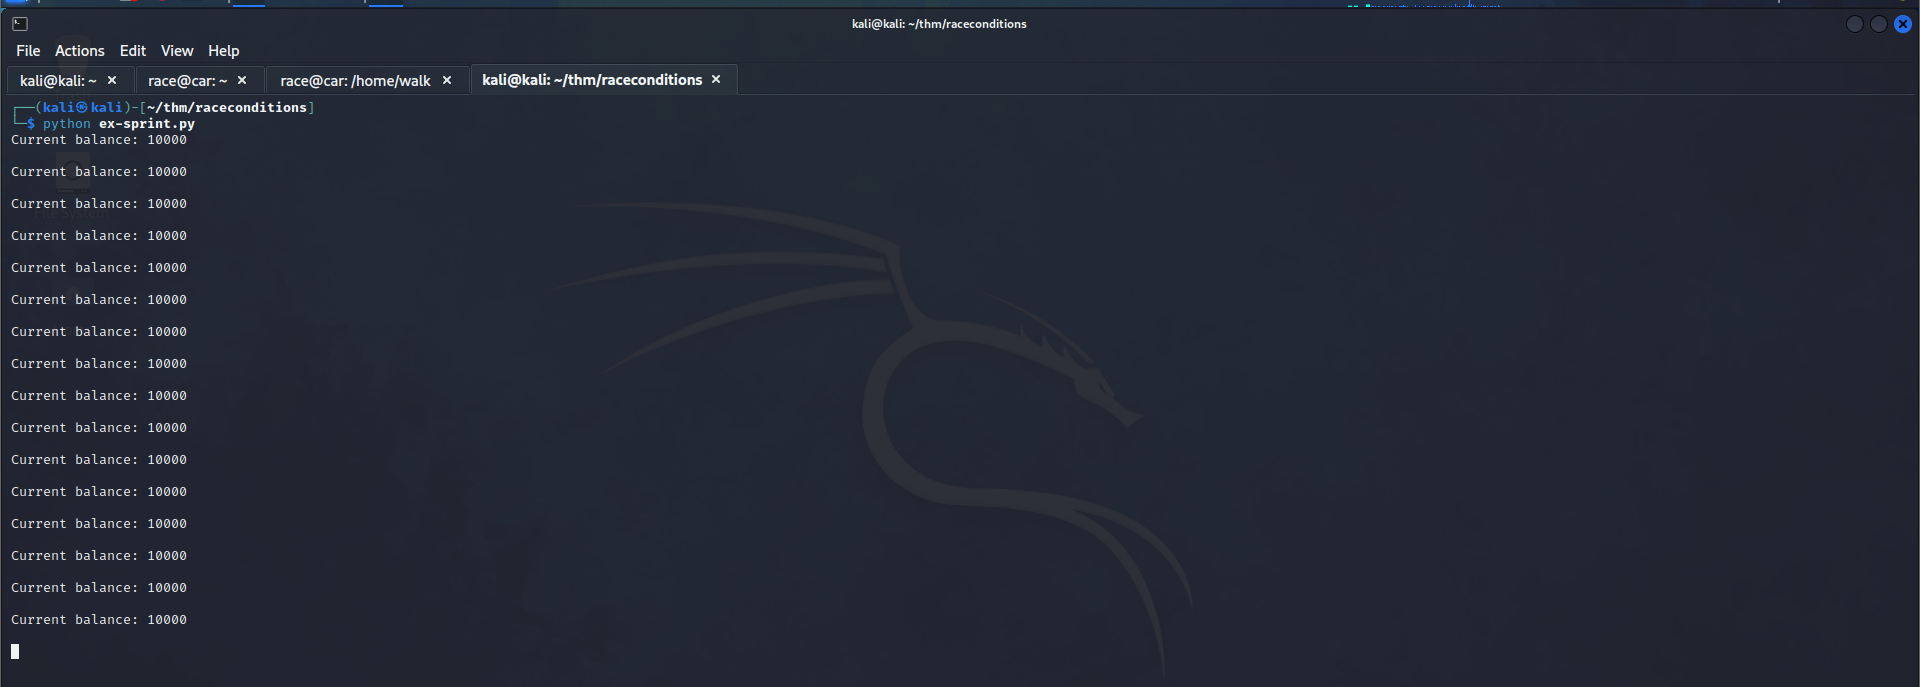 kali@kali: ~/thm/raceconditions
File Actions Edit View Help
kali@kali: ~ × race@car: ~ × race@car: /home/walk × kali@kali: ~/thm/raceconditions ×
┌──(kali㉿kali)-[~/thm/raceconditions]
└─$ python ex-sprint.py
Current balance: 10000
Current balance: 10000
Current balance: 10000
File System
Current balance: 10000
Current balance: 10000
Current balance: 10000
Current balance: 10000
Current balance: 10000
Current balance: 10000
Current balance: 10000
Current balance: 10000
Current balance: 10000
Current balance: 10000
Current balance: 10000
Current balance: 10000
Current balance: 10000